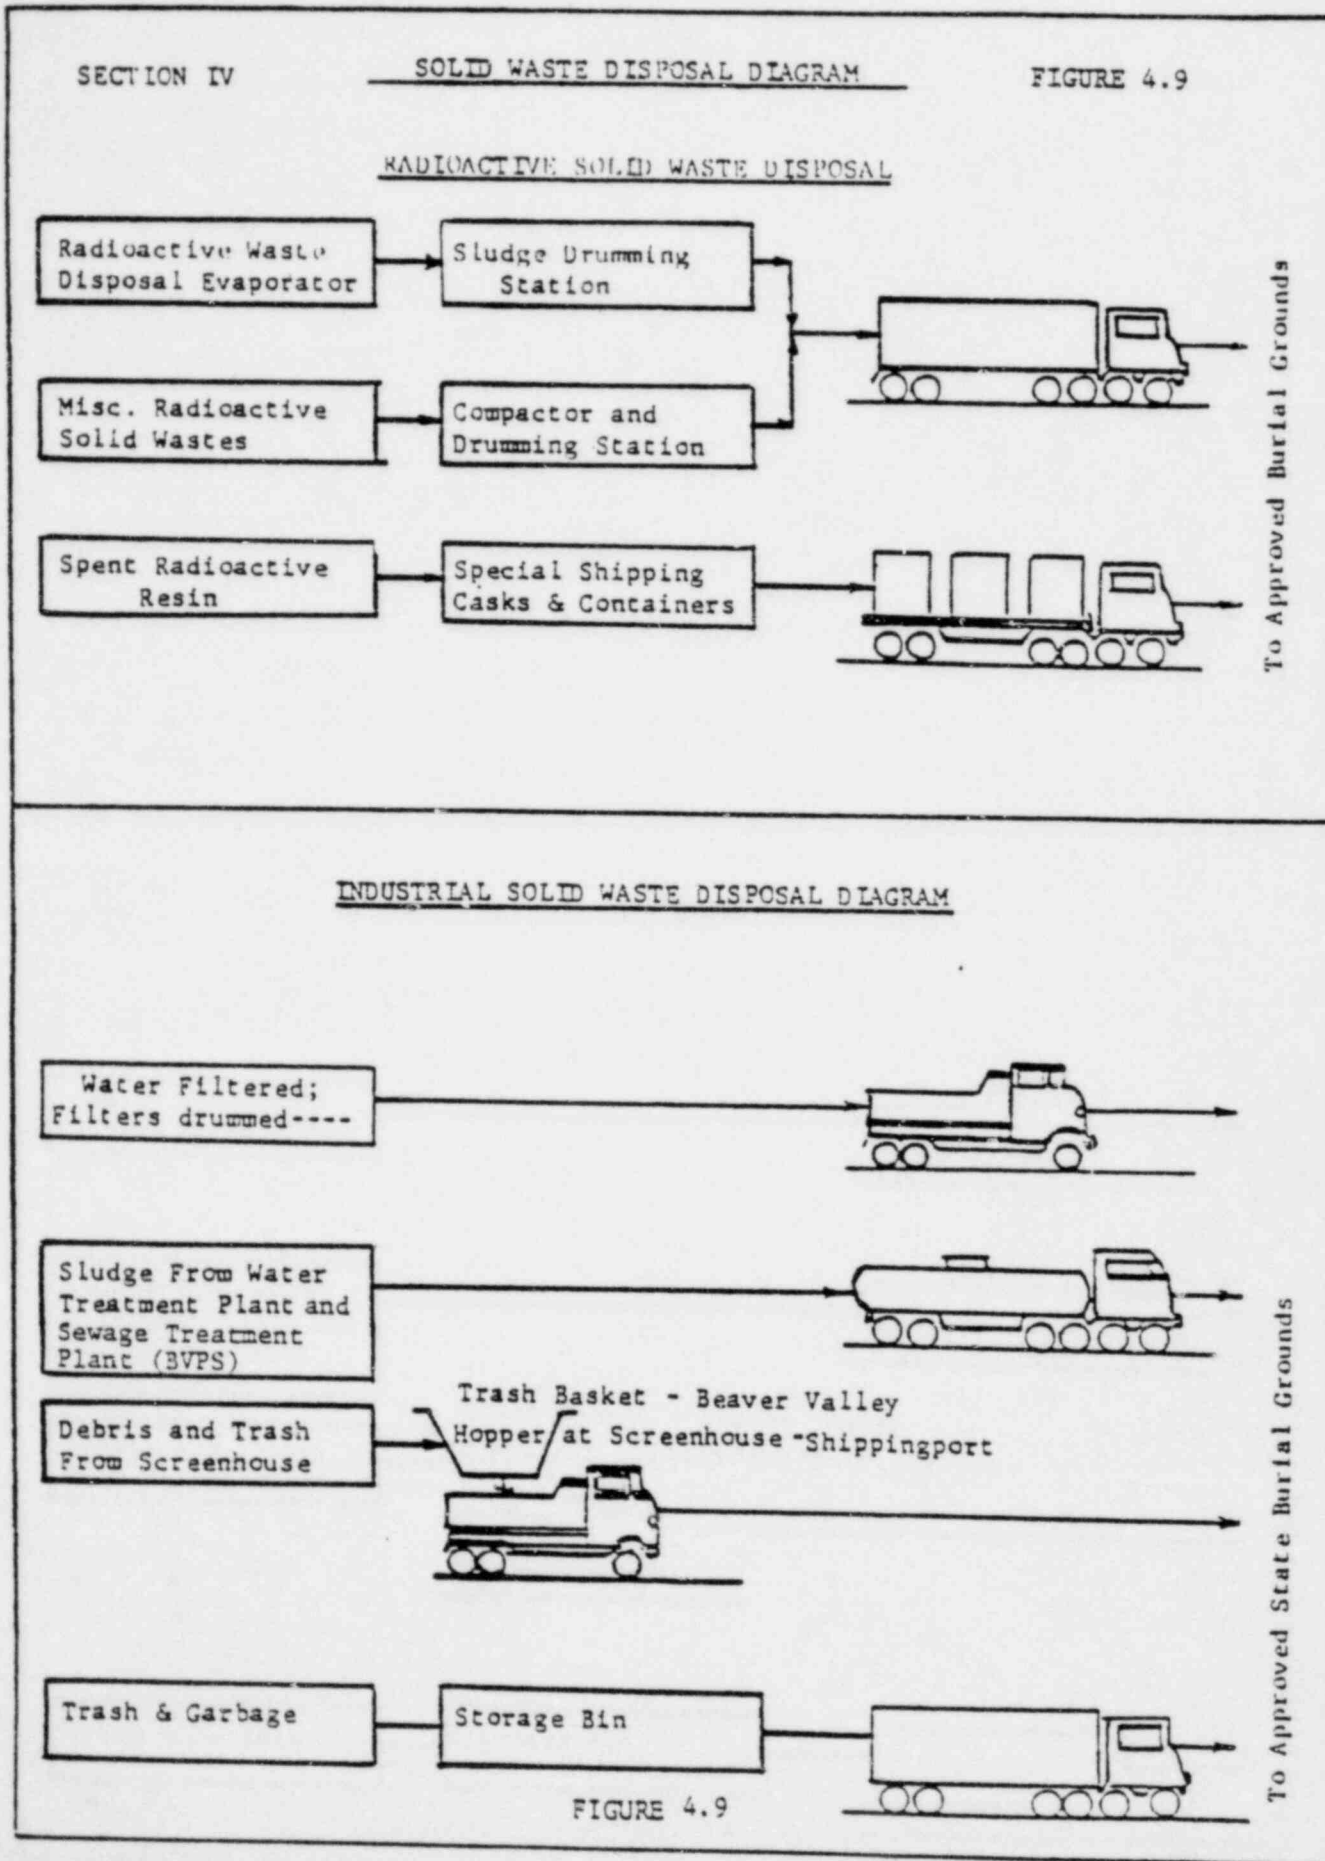 SECTION IV
SOLID WASTE DISPOSAL DIAGRAM
FIGURE 4.9
RADIOACTIVE SOLID WASTE DISPOSAL
Radioactive Waste
Disposal Evaporator
Sludge Drumming
Station
Misc. Radioactive
Solid Wastes
Compactor and
Drumming Station
Spent Radioactive
Resin
Special Shipping
Casks & Containers
To Approved Burial Grounds
INDUSTRIAL SOLID WASTE DISPOSAL DIAGRAM
Water Filtered;
Filters drummed----
Sludge From Water
Treatment Plant and
Sewage Treatment
Plant (BVPS)
Debris and Trash
From Screenhouse
Trash Basket - Beaver Valley
Hopper at Screenhouse -Shippingport
Trash & Garbage
Storage Bin
To Approved State Burial Grounds
FIGURE 4.9